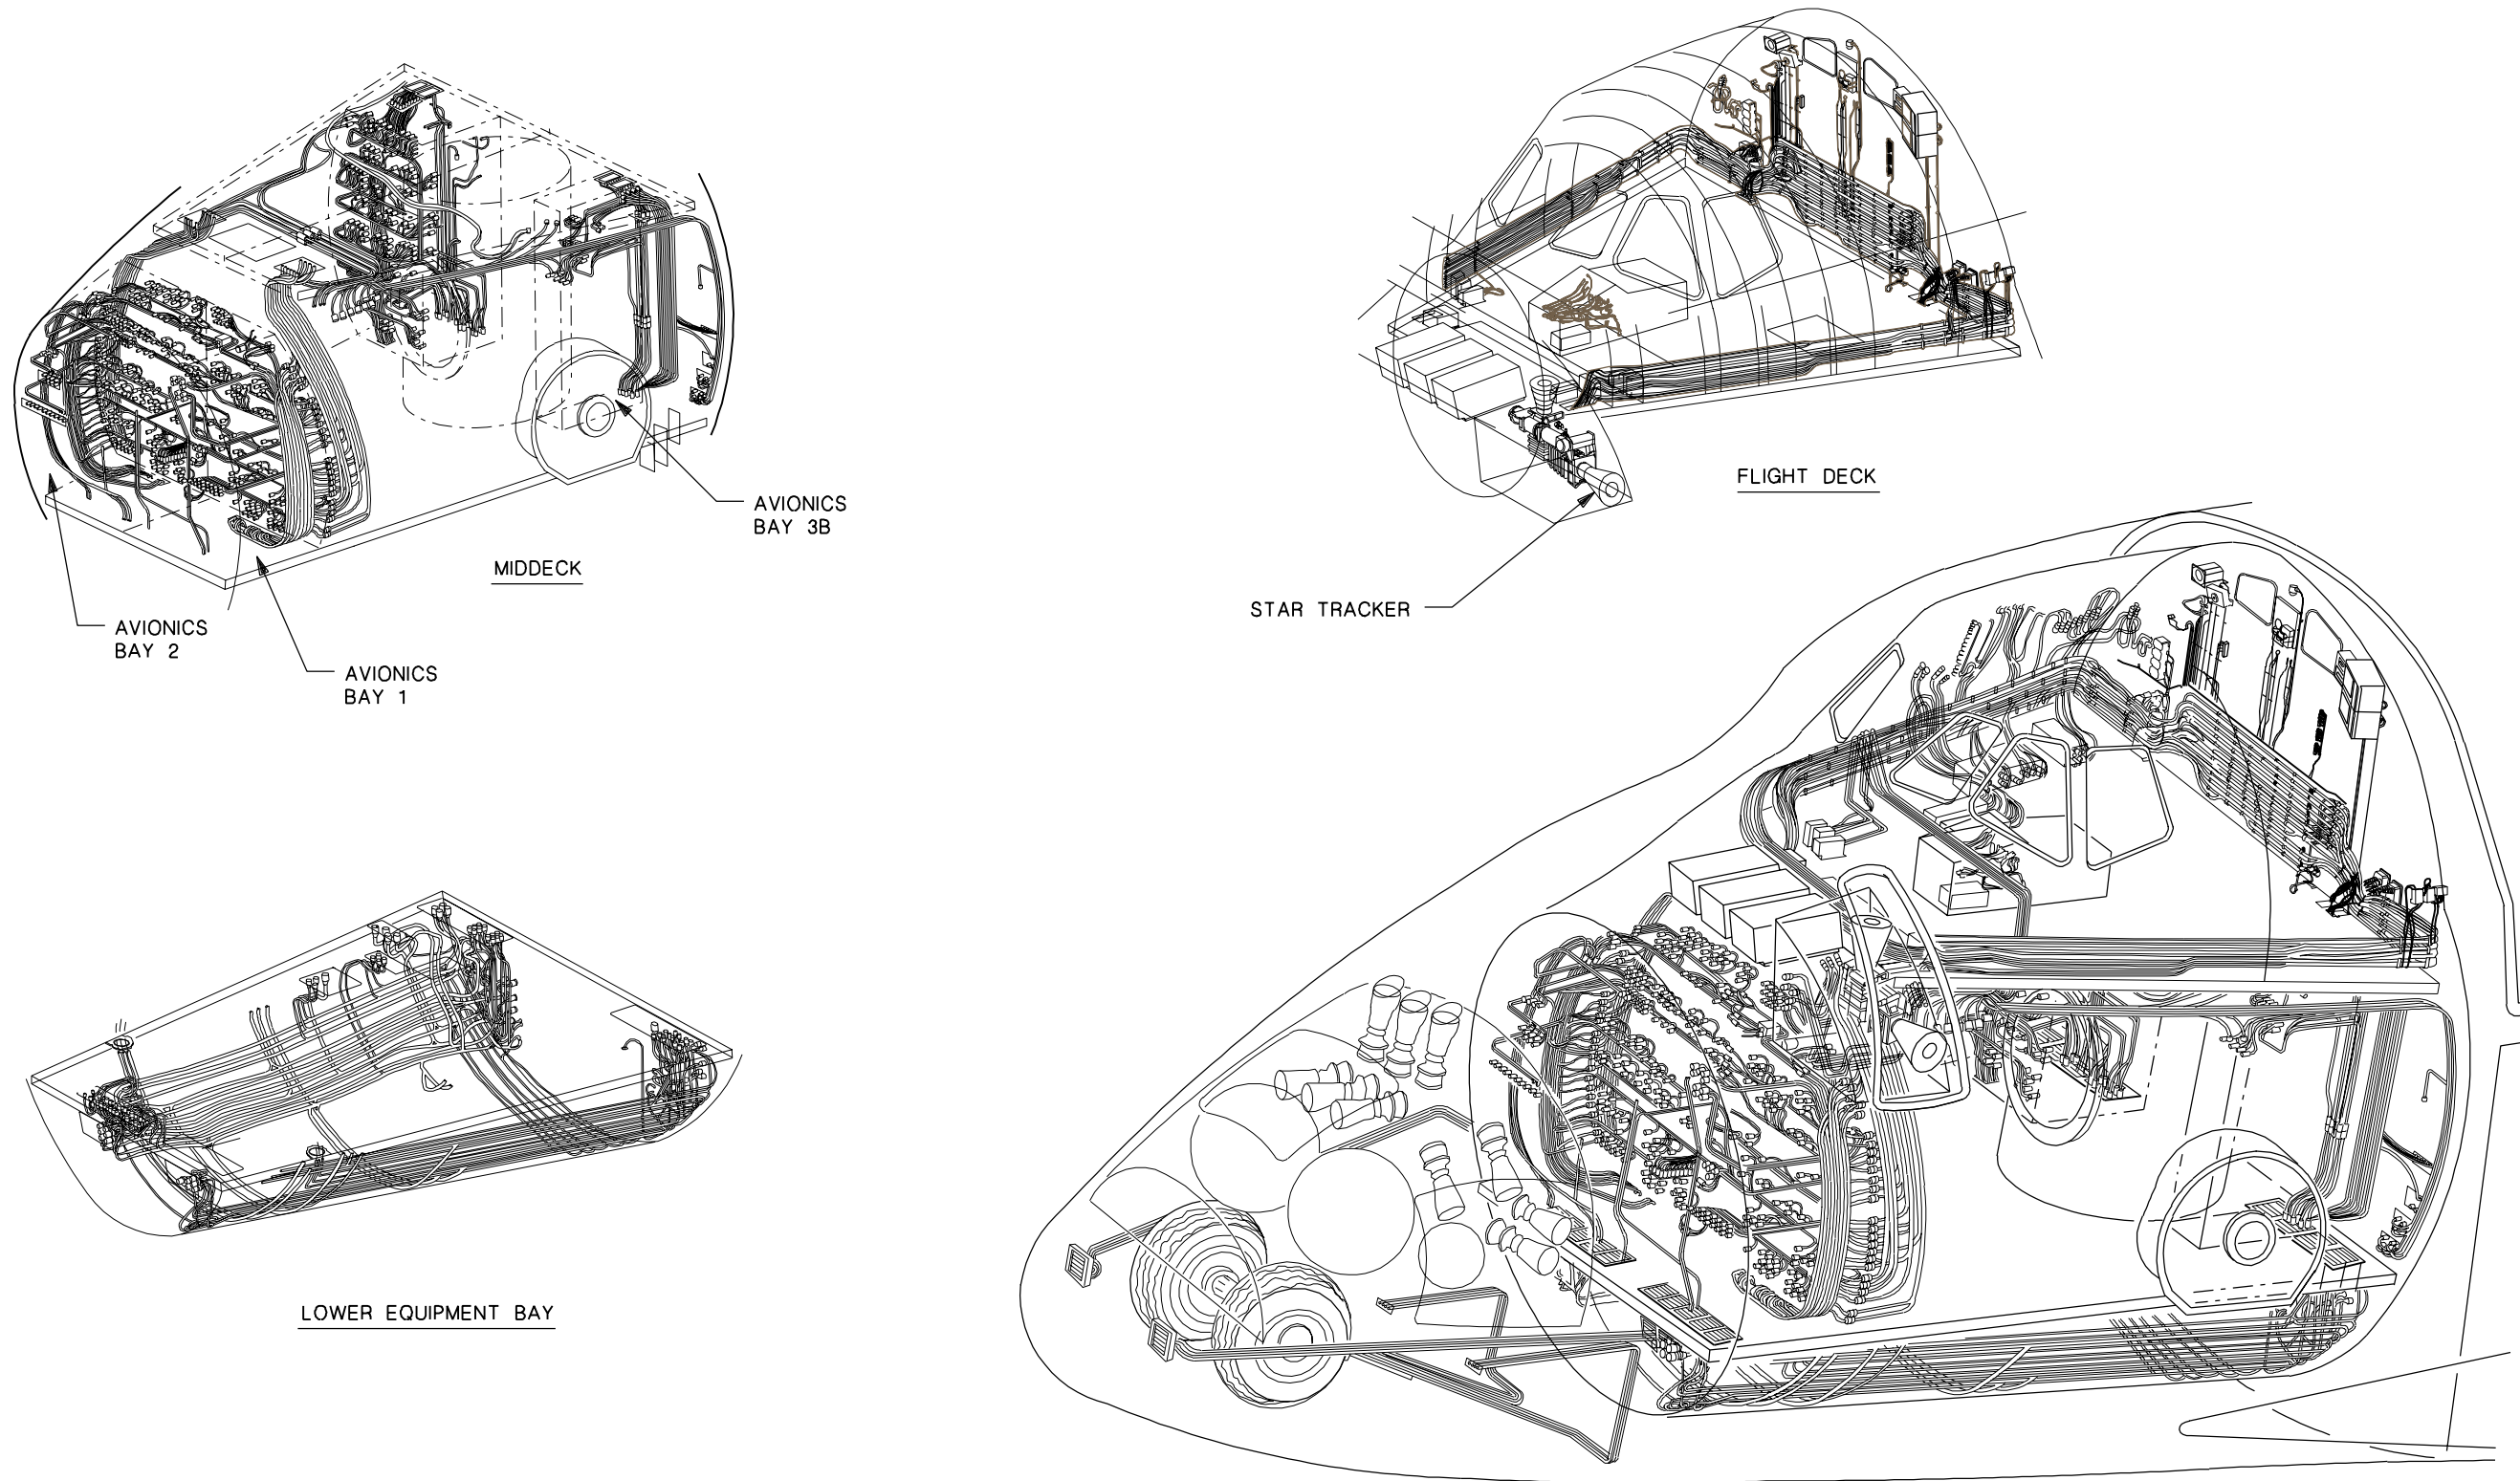 AVIONICS
BAY 3B
MIDDECK
AVIONICS
BAY 2
AVIONICS
BAY 1
FLIGHT DECK
STAR TRACKER
LOWER EQUIPMENT BAY